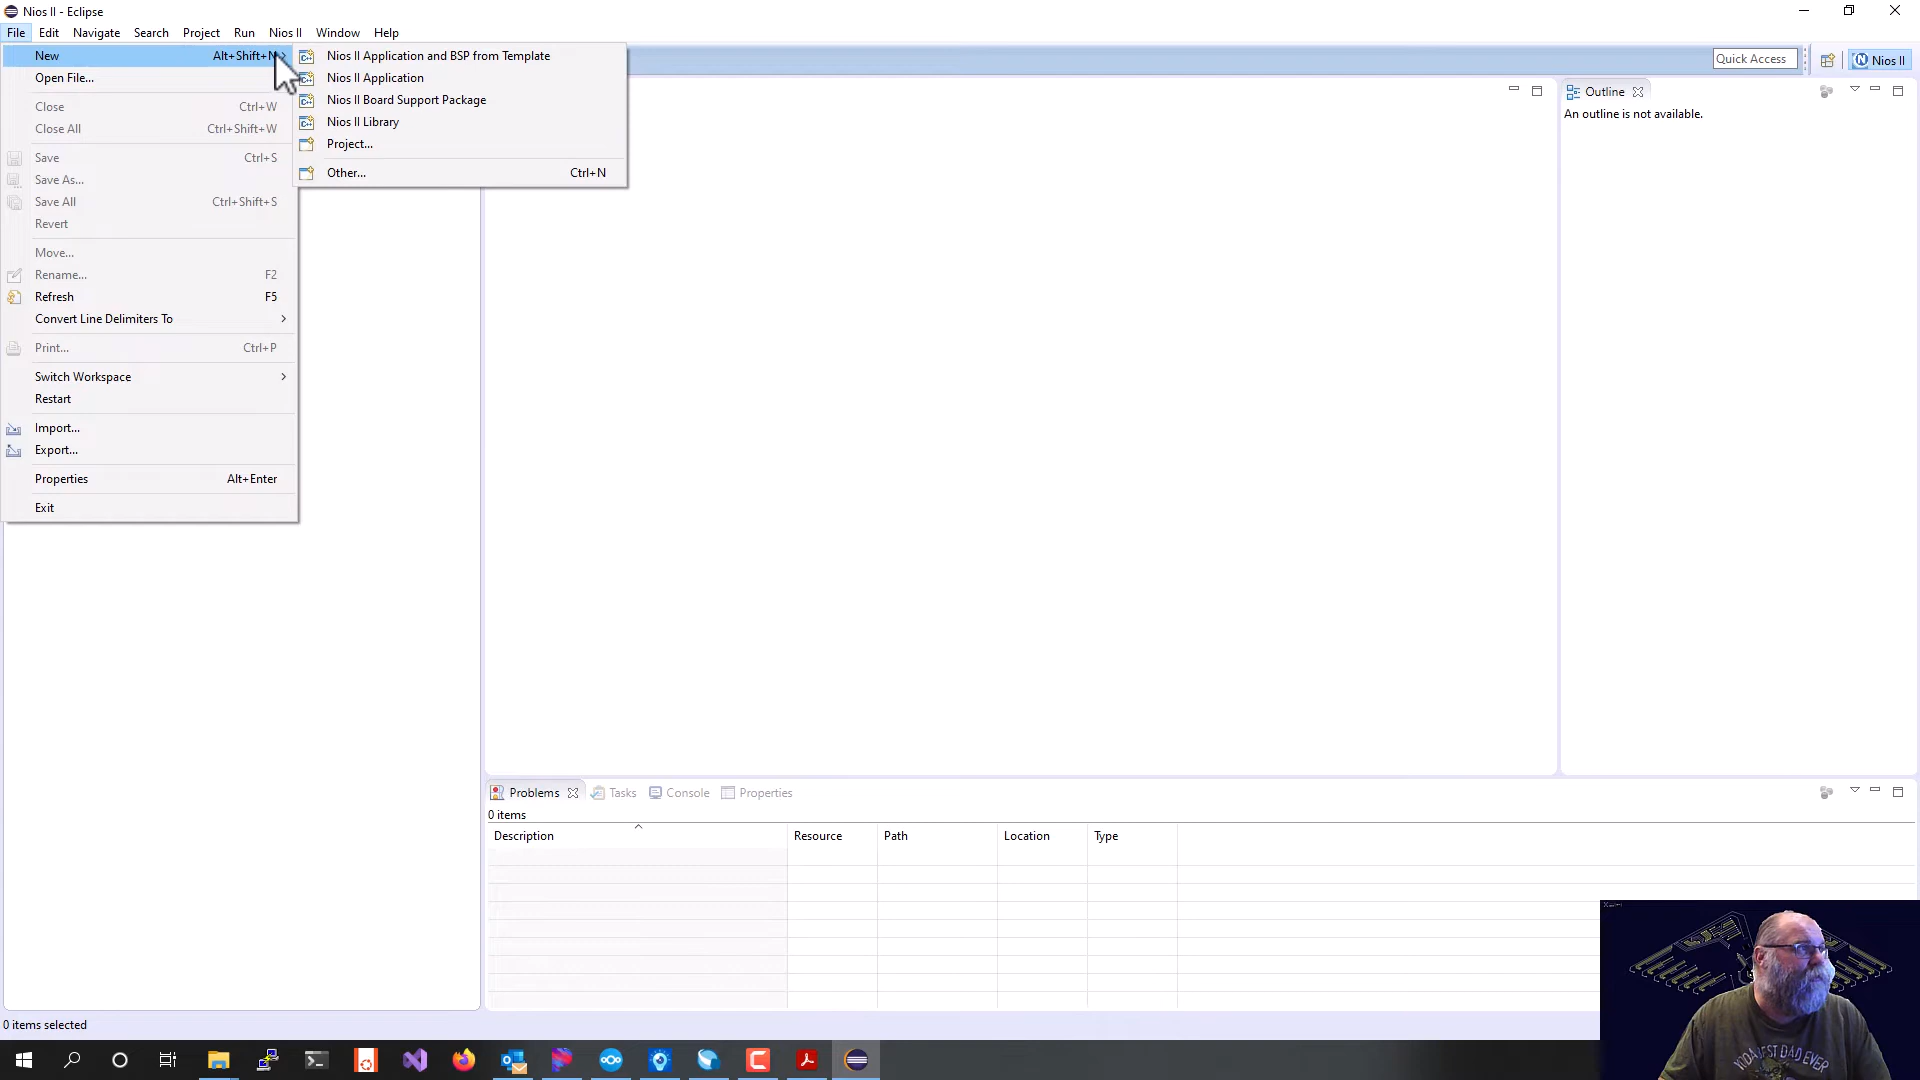 Nios II - Eclipse
File Edit Navigate Search Project Run Nios II Window Help
New Alt+Shift+N
Open File...
Close Ctrl+W
Close All Ctrl+Shift+W
Save Ctrl+S
Save As...
Save All Ctrl+Shift+S
Revert
Move...
Rename... F2
Refresh F5
Convert Line Delimiters To
Print... Ctrl+P
Switch Workspace
Restart
Import...
Export...
Properties Alt+Enter
Exit
Nios II Application and BSP from Template
Nios II Application
Nios II Board Support Package
Nios II Library
Project...
Other... Ctrl+N
Quick Access
Nios II
Outline
An outline is not available.
Problems Tasks Console Properties
0 items
Description Resource Path Location Type
0 items selected
YODA BEST DAD EVER